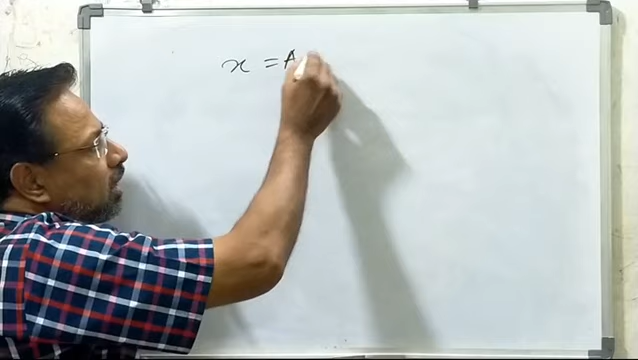 x = A